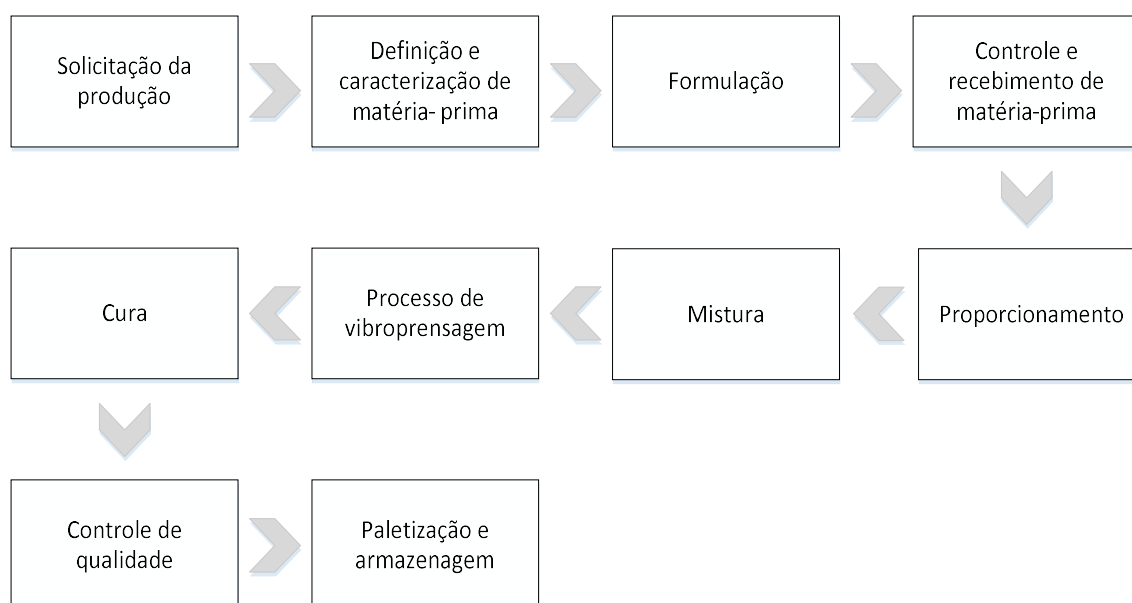 Solicitação da
produção
Definição e
caracterização de
matéria- prima
Formulação
Controle e
recebimento de
matéria-prima
Proporcionamento
Mistura
Processo de
vibroprensagem
Cura
Controle de
qualidade
Paletização e
armazenagem